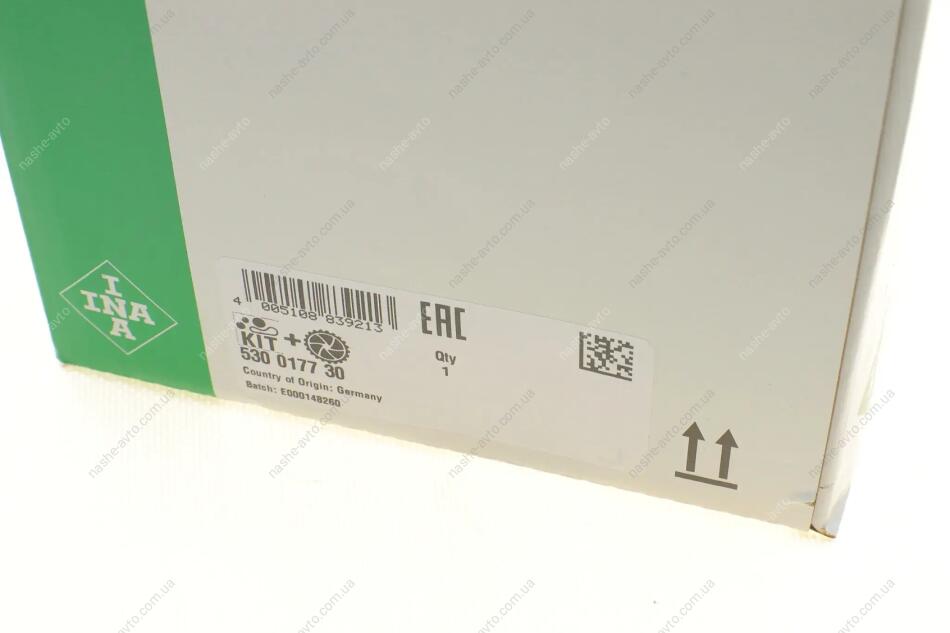 INA
INA
4 005108 839213
EAC
KIT +
530 0177 30
Qty
1
Country of Origin: Germany
Batch: E000148260
nashe-avto.com.ua